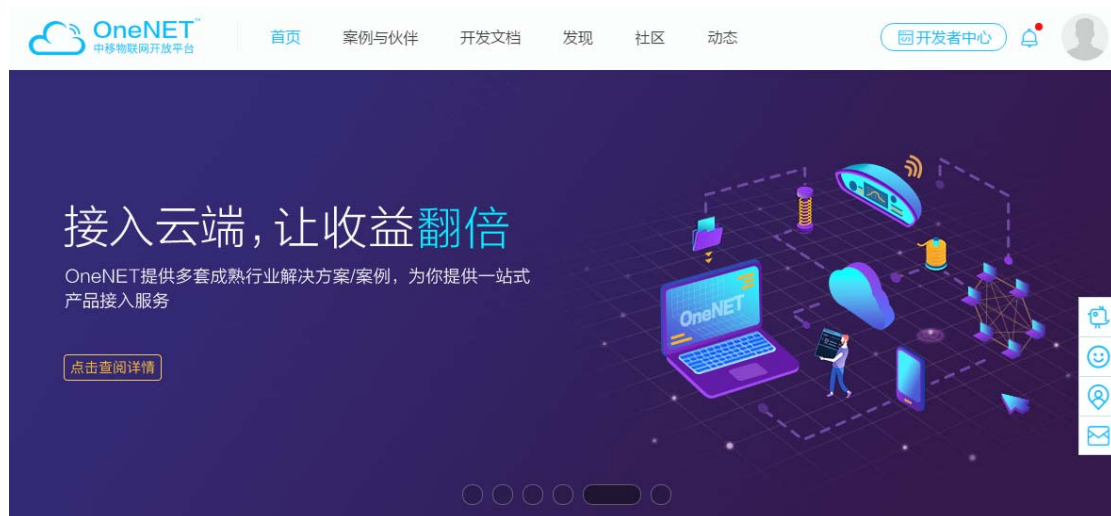 OneNET™
中移物联网开放平台
首页
案例与伙伴
开发文档
发现
社区
动态
开发者中心
接入云端，让收益翻倍
OneNET提供多套成熟行业解决方案/案例，为你提供一站式
产品接入服务
点击查阅详情
OneNET